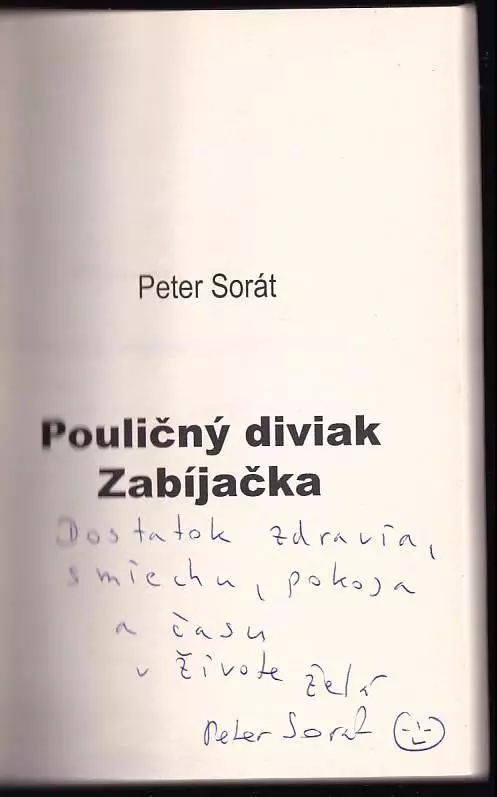 Peter Sorát
Pouličný diviak
Zabíjačka
Dostatok zdravia,
smiechu, pokoja
a času
v živote želá
Peter Sorát